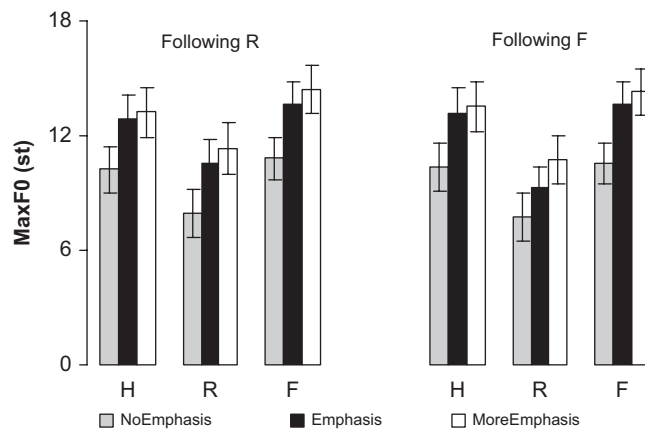 18
Following R
Following F
12
MaxF0 (st)
6
0
H
R
F
H
R
F
NoEmphasis
Emphasis
MoreEmphasis